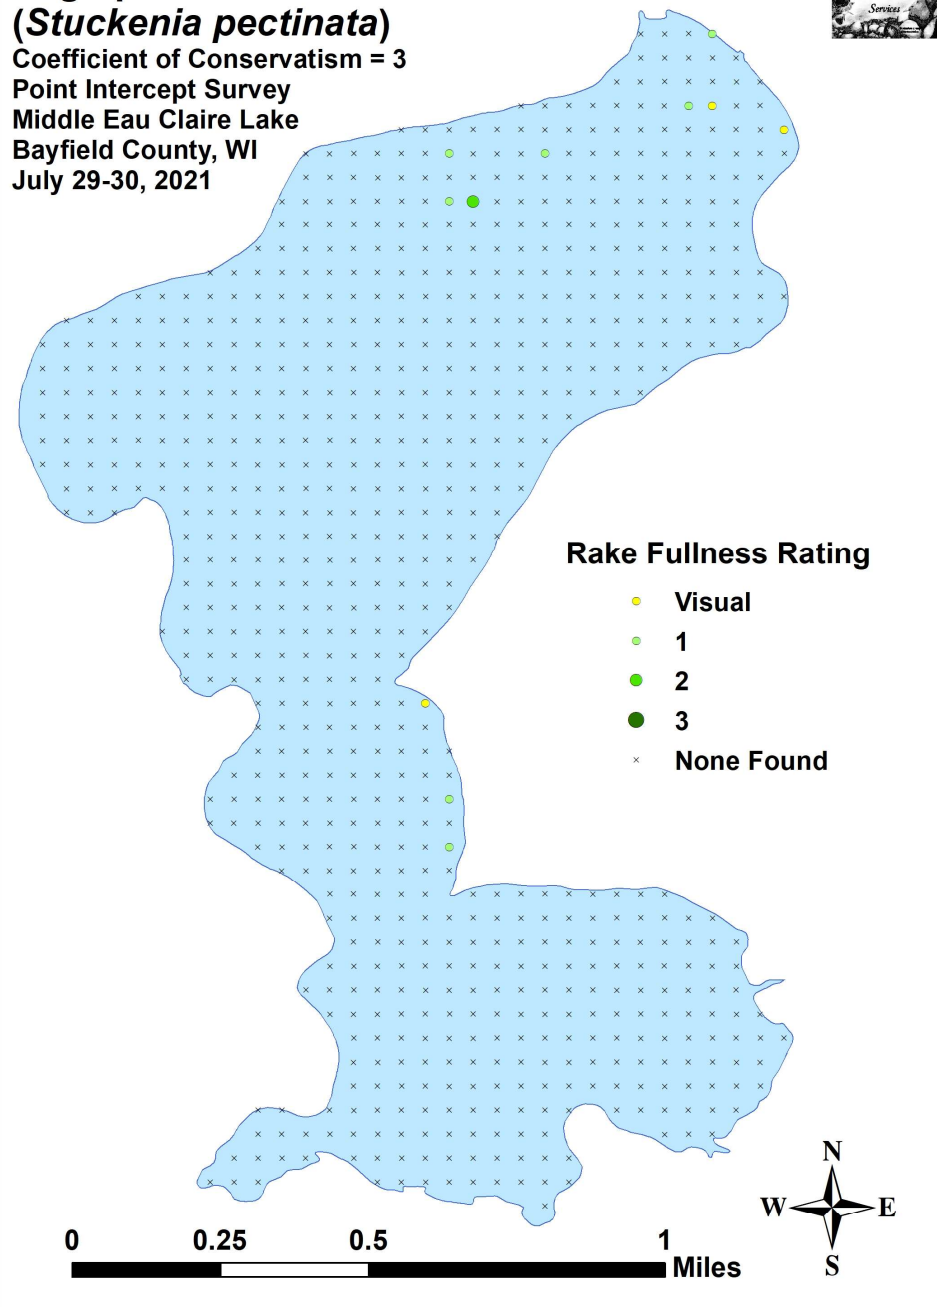 (Stuckenia pectinata)
Coefficient of Conservatism = 3
Point Intercept Survey
Middle Eau Claire Lake
Bayfield County, WI
July 29-30, 2021
Services
Rake Fullness Rating
Visual
1
2
3
None Found
N
W E
S
0 0.25 0.5 1
Miles